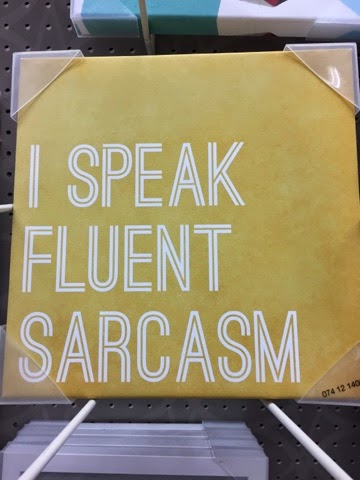 I SPEAK
FLUENT
SARCASM
074 12 140